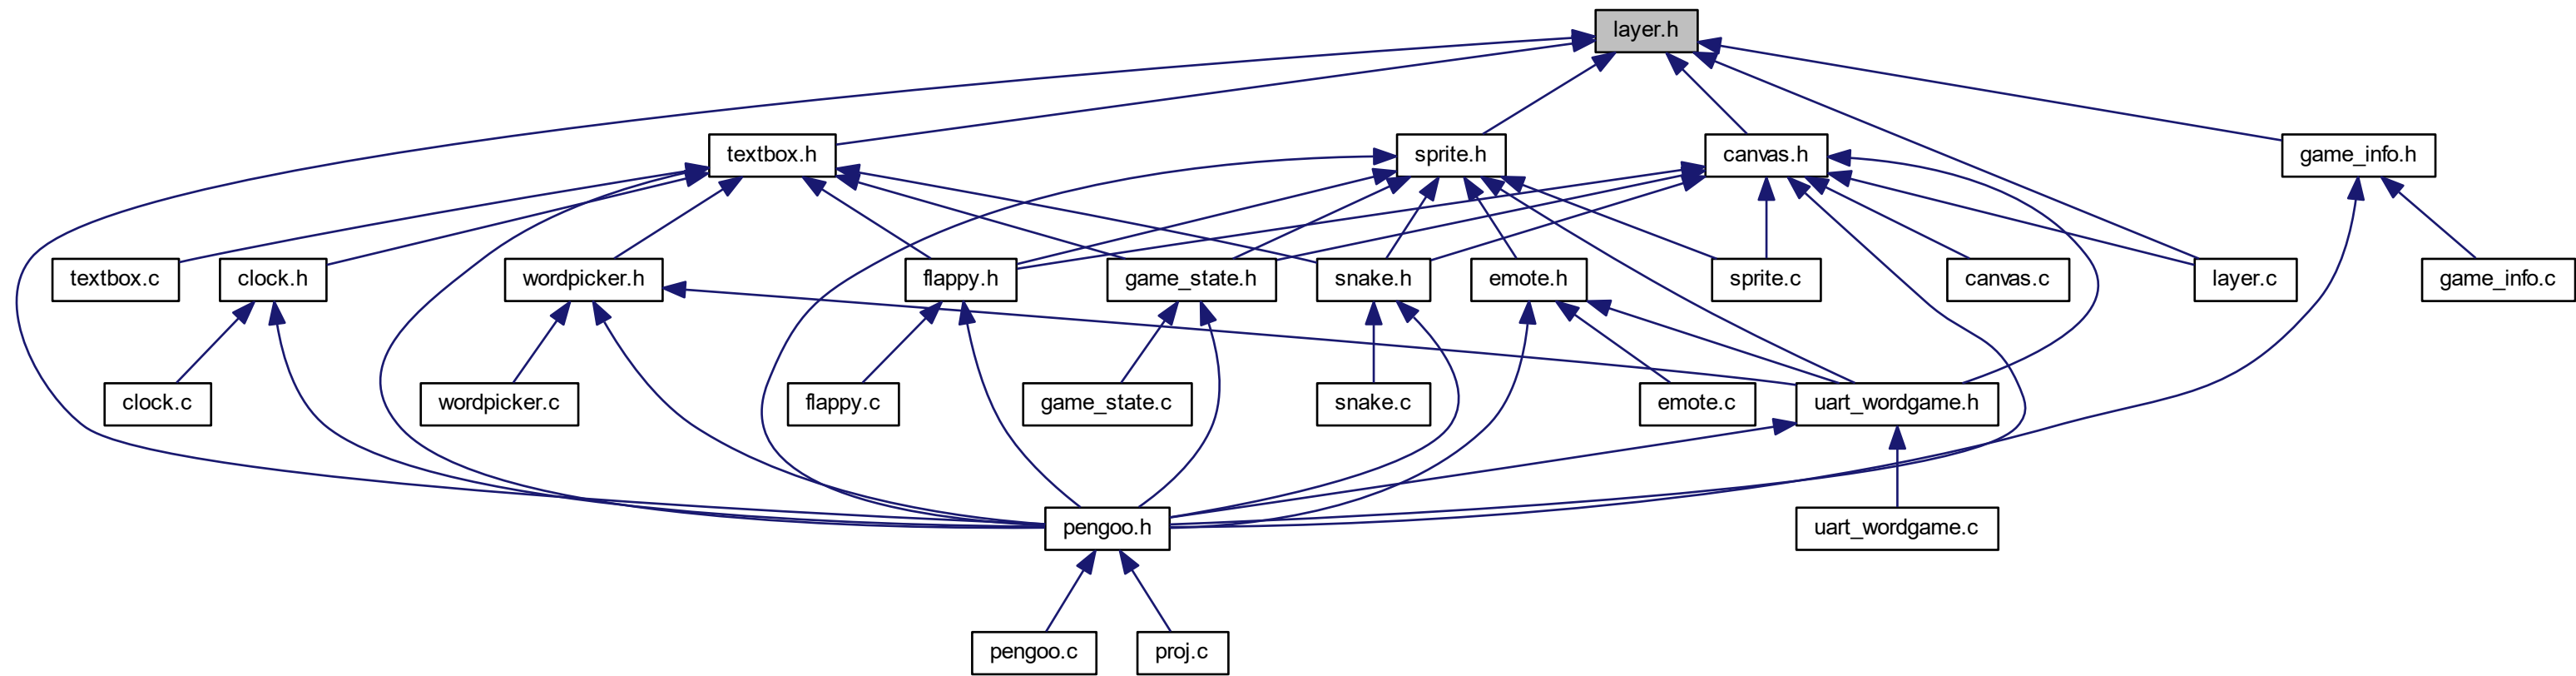 layer.h
textbox.h
sprite.h
canvas.h
game_info.h
textbox.c
clock.h
wordpicker.h
flappy.h
game_state.h
snake.h
emote.h
sprite.c
canvas.c
layer.c
game_info.c
clock.c
wordpicker.c
flappy.c
game_state.c
snake.c
emote.c
uart_wordgame.h
pengoo.h
uart_wordgame.c
pengoo.c
proj.c